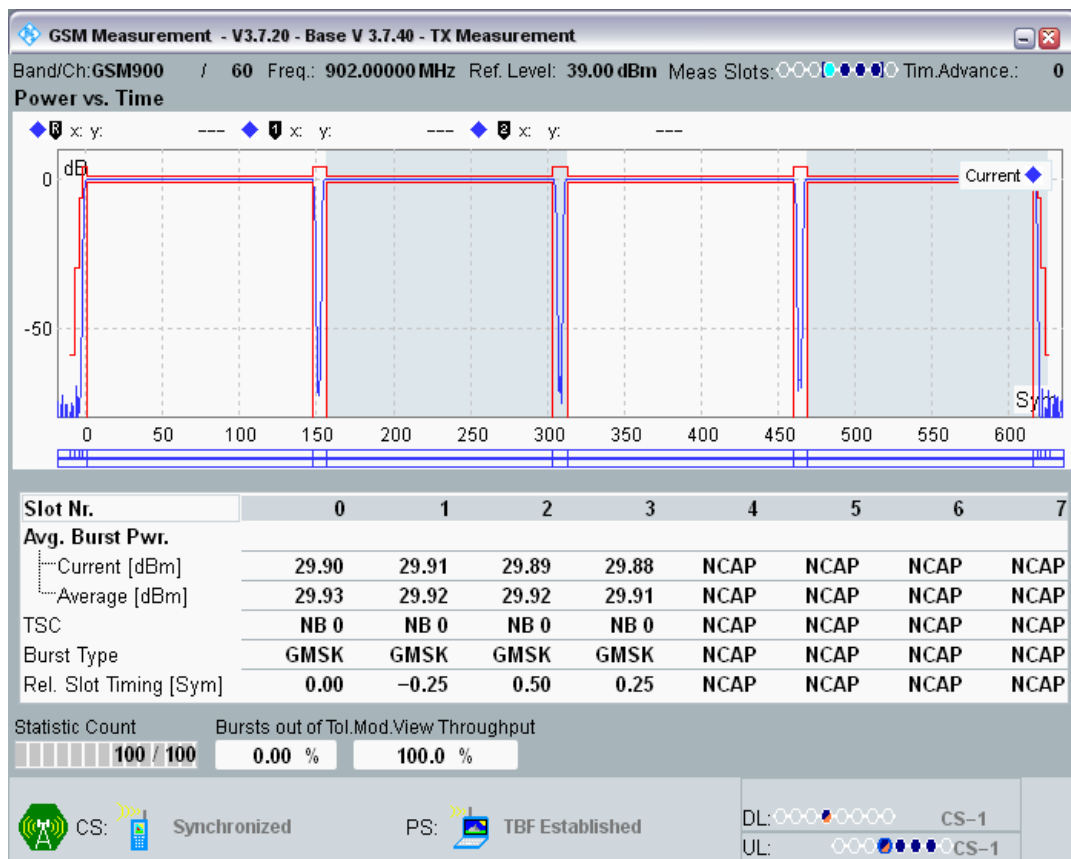 GSM Measurement - V3.7.20 - Base V 3.7.40 - TX Measurement
Band/Ch:GSM900 / 60 Freq.: 902.00000 MHz Ref. Level: 39.00 dBm Meas Slots: Tim.Advance.: 0
Power vs. Time
R x: y: --- 1 x: y: --- 2 x: y: ---
dB
Current
0
-50
Sym
0 50 100 150 200 250 300 350 400 450 500 550 600
Slot Nr. 0 1 2 3 4 5 6 7
Avg. Burst Pwr.
Current [dBm] 29.90 29.91 29.89 29.88 NCAP NCAP NCAP NCAP
Average [dBm] 29.93 29.92 29.92 29.91 NCAP NCAP NCAP NCAP
TSC NB 0 NB 0 NB 0 NB 0 NCAP NCAP NCAP NCAP
Burst Type GMSK GMSK GMSK GMSK NCAP NCAP NCAP NCAP
Rel. Slot Timing [Sym] 0.00 −0.25 0.50 0.25 NCAP NCAP NCAP NCAP
Statistic Count Bursts out of Tol.Mod.View Throughput
100 / 100 0.00 % 100.0 %
CS: Synchronized PS: TBF Established
DL: CS−1
UL: CS−1